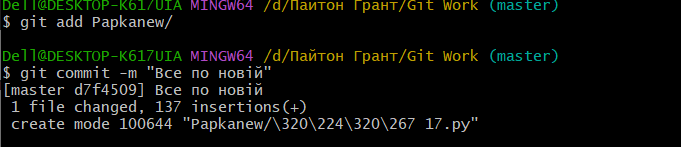 Dell@DESKTOP-K617UIA MINGW64 /d/Пайтон Грант/Git Work (master)
$ git add Papkanew/
Dell@DESKTOP-K617UIA MINGW64 /d/Пайтон Грант/Git Work (master)
$ git commit -m "Все по новій"
[master d7f4509] Все по новій
1 file changed, 137 insertions(+)
create mode 100644 "Papkanew/\320\224\320\267 17.py"